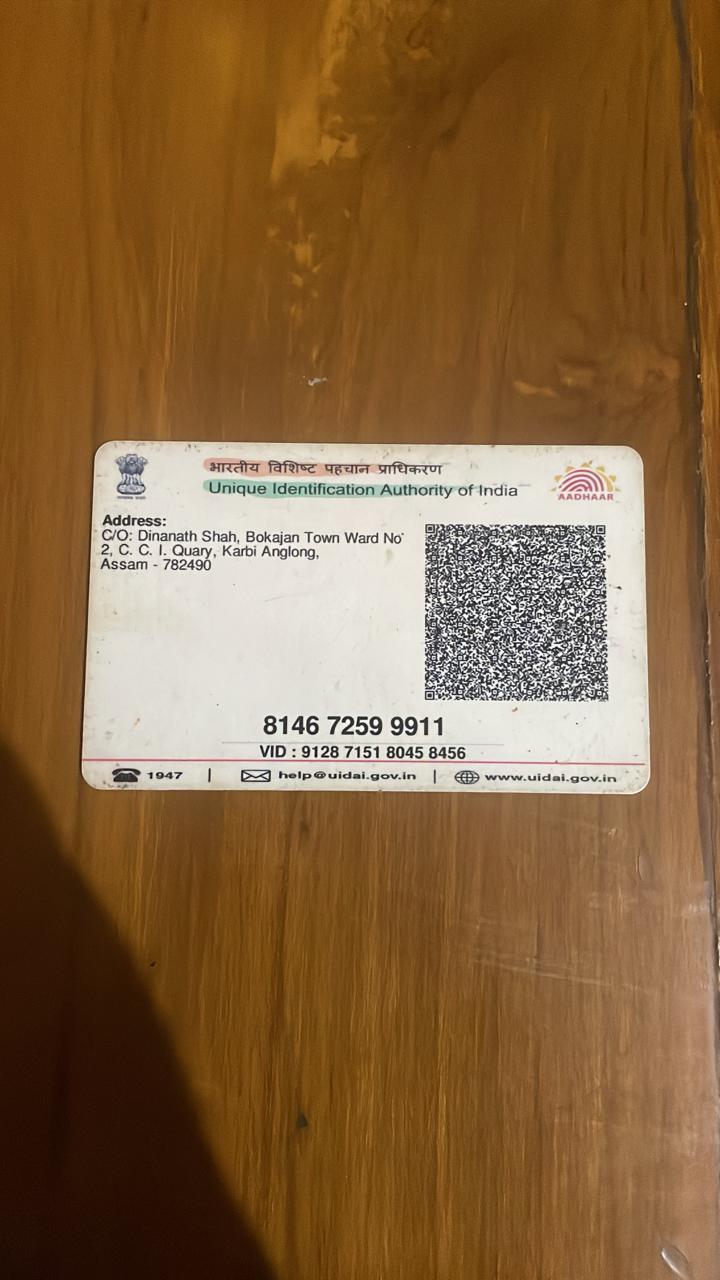 भारतीय विशिष्ट पहचान प्राधिकरण
Unique Identification Authority of India
AADHAAR
Address:
C/O: Dinanath Shah, Bokajan Town Ward No
2, C. C. I. Quary, Karbi Anglong,
Assam - 782490
8146 7259 9911
VID : 9128 7151 8045 8456
1947 | help@uidai.gov.in | www.uidai.gov.in